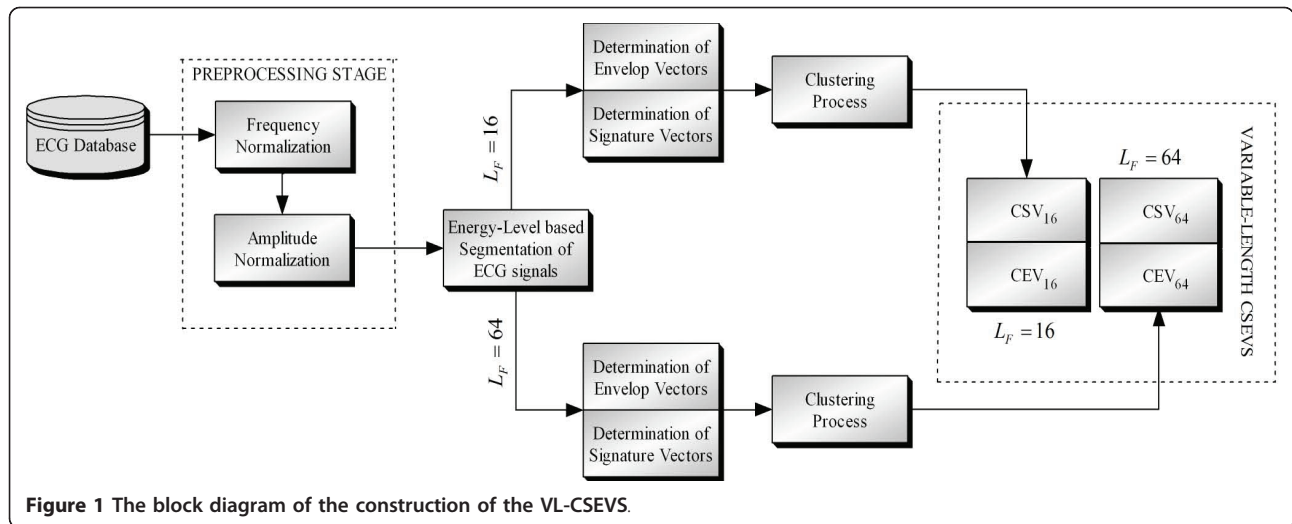 PREPROCESSING STAGE
ECG Database
Frequency
Normalization
Amplitude
Normalization
Energy-Level based
Segmentation of
ECG signals
L_F = 16
Determination of
Envelop Vectors
Determination of
Signature Vectors
Clustering
Process
L_F = 64
Determination of
Envelop Vectors
Determination of
Signature Vectors
Clustering
Process
VARIABLE-LENGTH CSEVS
L_F = 64
CSV16
CSV64
CEV16
CEV64
L_F = 16
Figure 1 The block diagram of the construction of the VL-CSEVS.